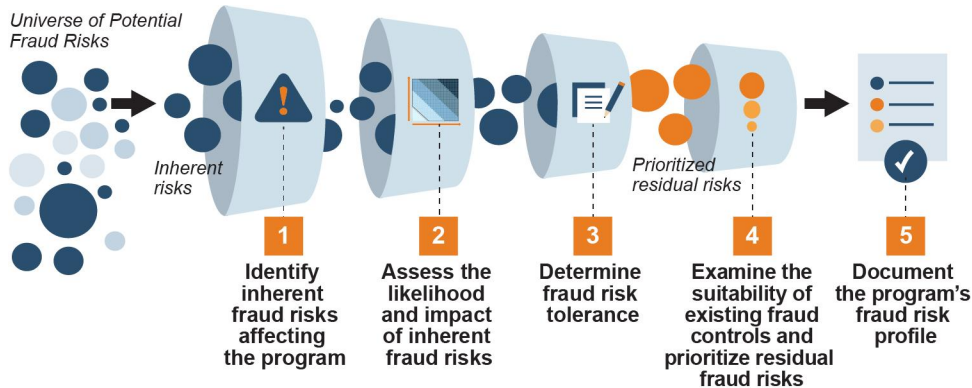 Universe of Potential
Fraud Risks
Inherent
risks
Prioritized
residual risks
1
Identify
inherent
fraud risks
affecting
the program
2
Assess the
likelihood
and impact
of inherent
fraud risks
3
Determine
fraud risk
tolerance
4
Examine the
suitability of
existing fraud
controls and
prioritize residual
fraud risks
5
Document
the program’s
fraud risk
profile